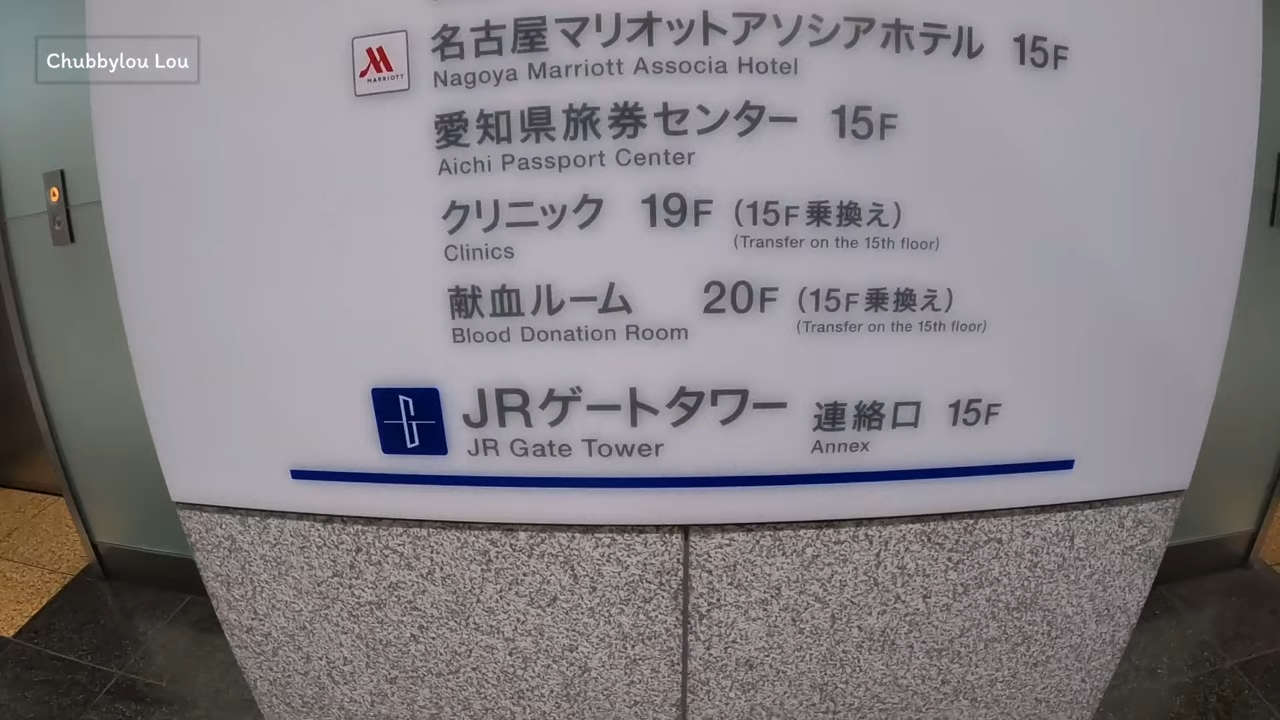 Chubbylou Lou
名古屋マリオットアソシアホテル 15F
MARRIOTT
Nagoya Marriott Associa Hotel
愛知県旅券センター 15F
Aichi Passport Center
クリニック 19F (15F乗換え)
Clinics (Transfer on the 15th floor)
献血ルーム 20F (15F乗換え)
Blood Donation Room (Transfer on the 15th floor)
JRゲートタワー 連絡口 15F
JR Gate Tower Annex